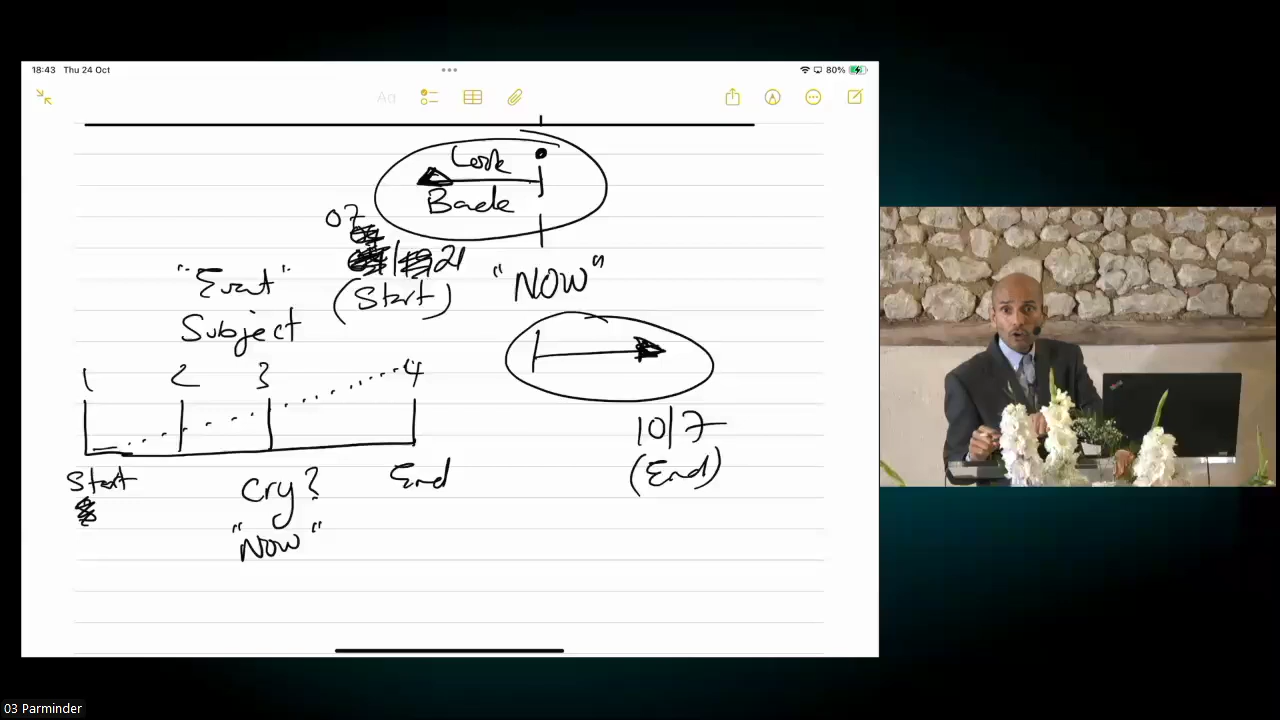 18:43 Thu 24 Oct
80%
Aa
Look
Back
07
21
(Start)
"NOW"
"Event"
Subject
1 2 3 4
Start
End
Cry?
"Now"
10/7
(End)
03 Parminder